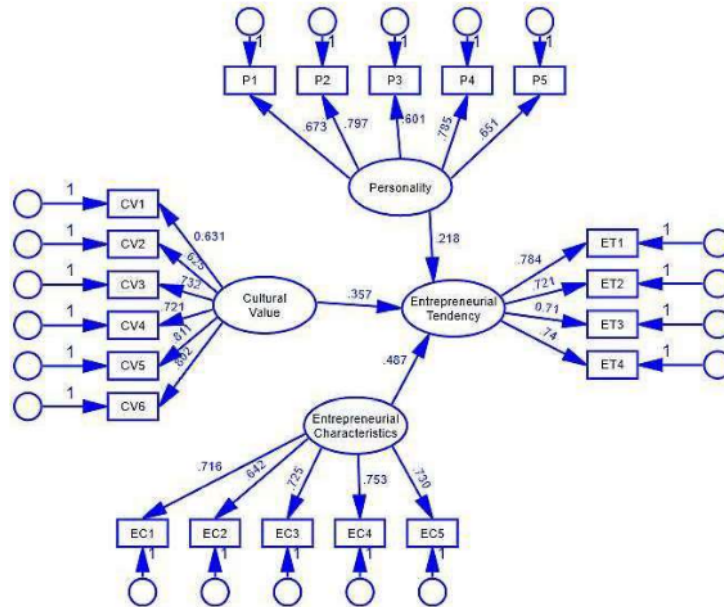 1 1 1 1 1
P1 P2 P3 P4 P5
.673 .797 .601 .785 .651
Personality
.218
1 CV1 0.631
1 CV2 .625
1 CV3 .732
1 CV4 .721
1 CV5 .811
1 CV6
Cultural
Value
.357
Entrepreneurial
Tendency
.784 ET1 1
.721 ET2 1
0.71 ET3 1
.74 ET4 1
.487
Entrepreneurial
Characteristics
.716 .642 .725 .753 .730
EC1 EC2 EC3 EC4 EC5
1 1 1 1 1